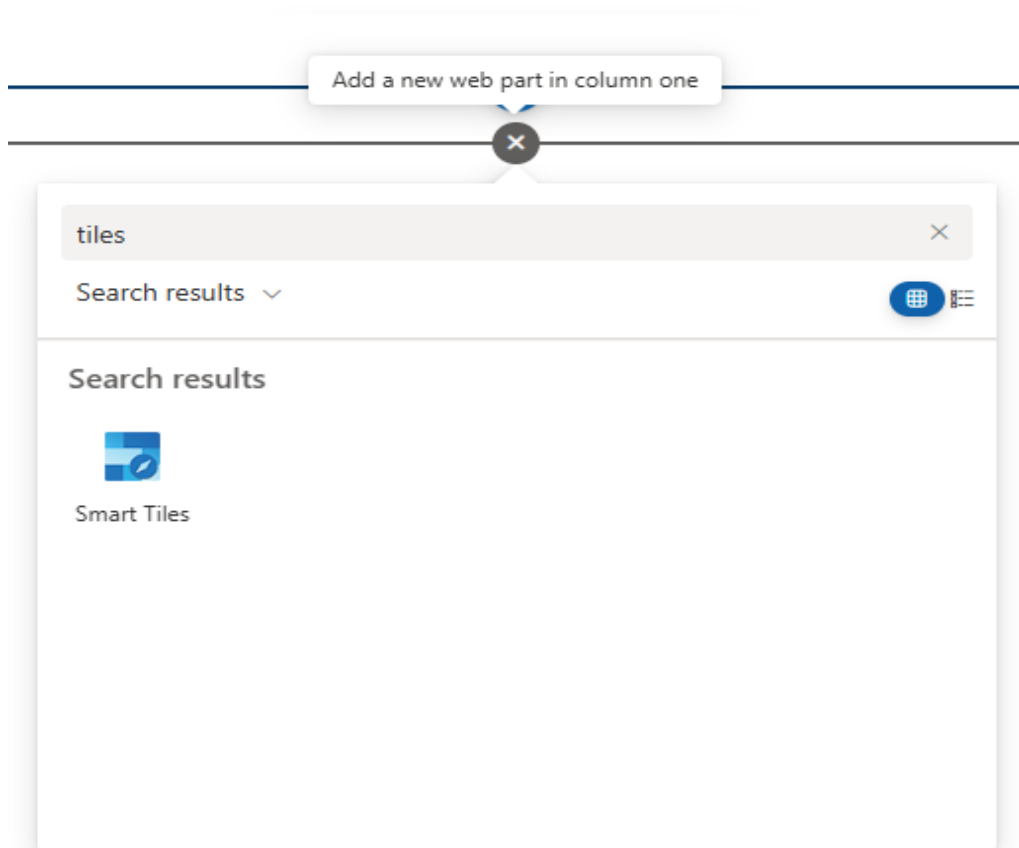 Add a new web part in column one
tiles
Search results
Search results
Smart Tiles